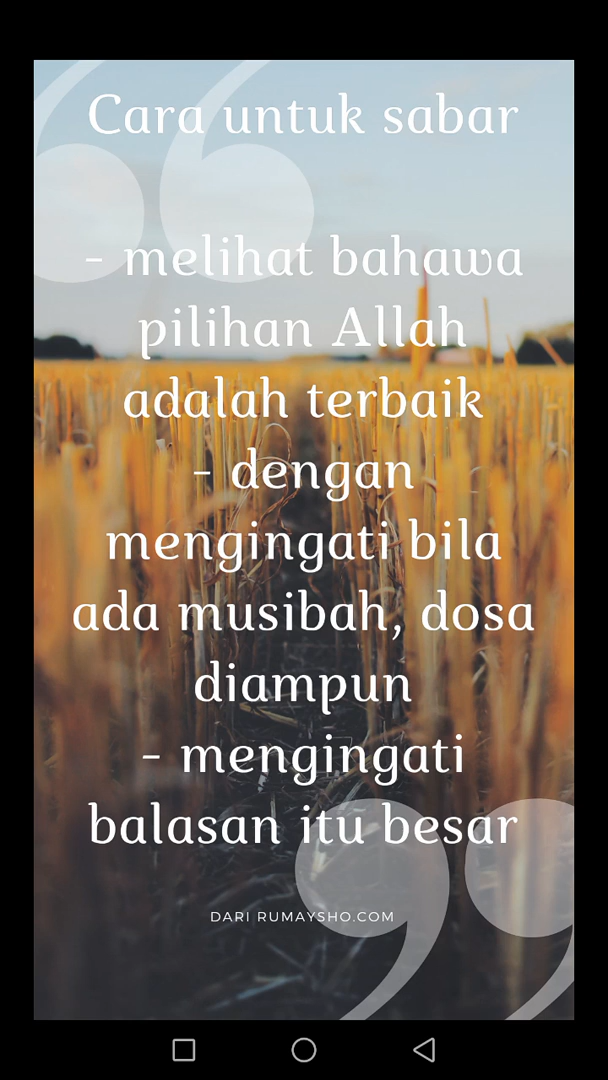 Cara untuk sabar
- melihat bahawa
pilihan Allah
adalah terbaik
- dengan
mengingati bila
ada musibah, dosa
diampun
- mengingati
balasan itu besar
DARI RUMAYSHO.COM